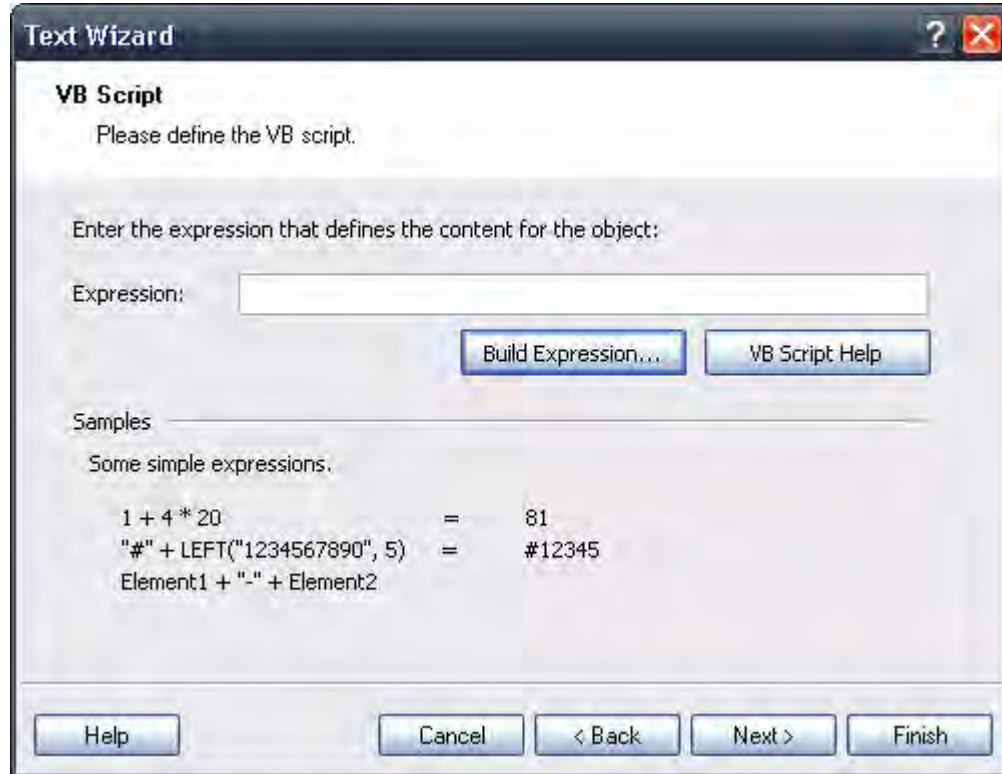 Text Wizard ?
VB Script
Please define the VB script.
Enter the expression that defines the content for the object:
Expression:
Build Expression... VB Script Help
Samples
Some simple expressions.
1 + 4 * 20 = 81
"#" + LEFT("1234567890", 5) = #12345
Element1 + "-" + Element2
Help Cancel < Back Next > Finish